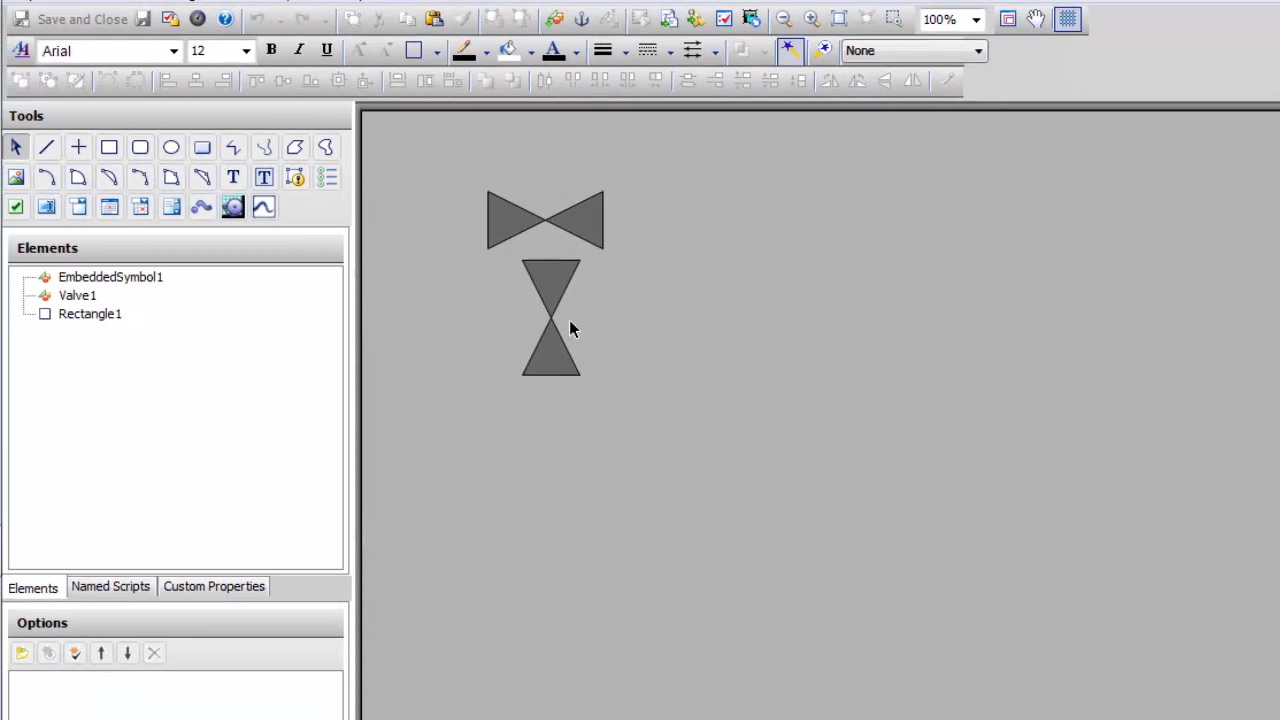 Save and Close
100%
Arial
12
B I U
A
None
Tools
T T
Elements
EmbeddedSymbol1
Valve1
Rectangle1
Elements Named Scripts Custom Properties
Options